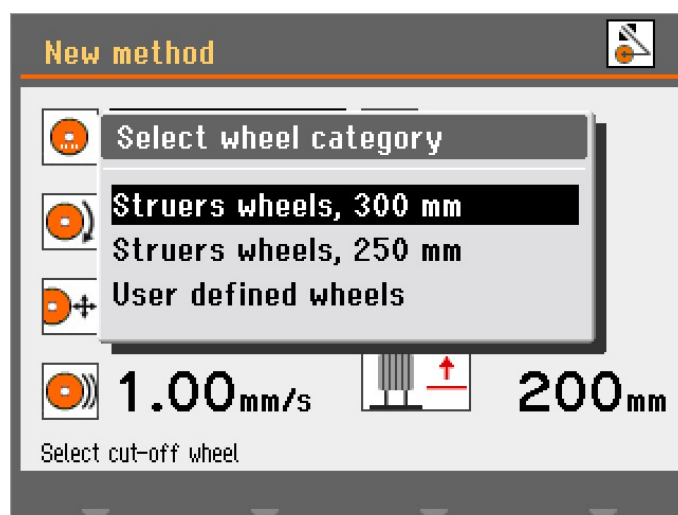 New method
Select wheel category
Struers wheels, 300 mm
Struers wheels, 250 mm
User defined wheels
1.00mm/s 200mm
Select cut-off wheel